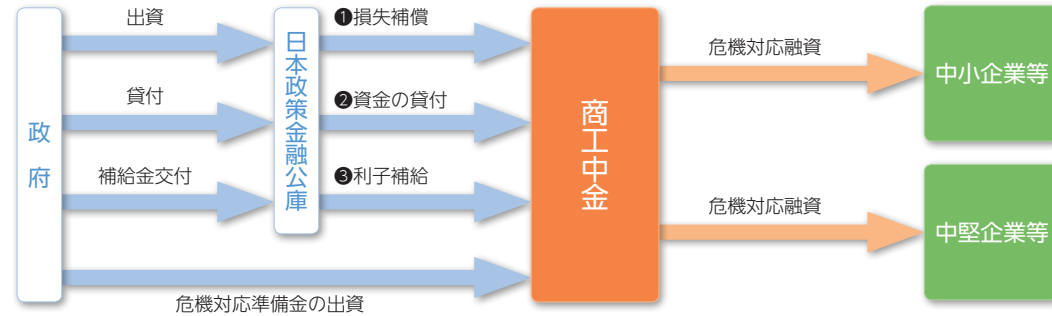 政府
出資
貸付
補給金交付
日本政策金融公庫
❶損失補償
❷資金の貸付
❸利子補給
危機対応準備金の出資
商工中金
危機対応融資
中小企業等
危機対応融資
中堅企業等